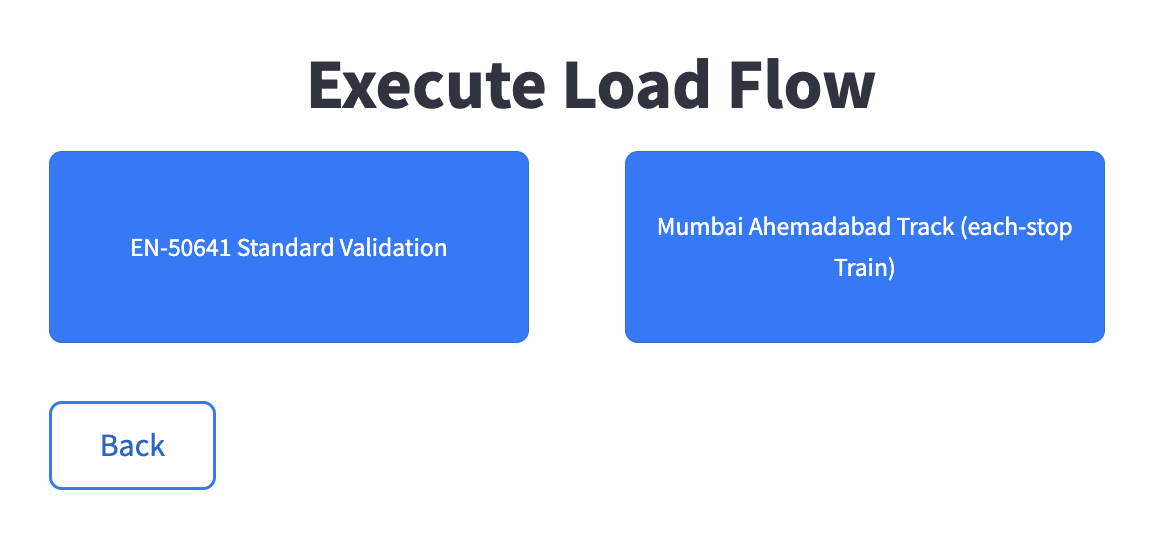 Execute Load Flow
EN-50641 Standard Validation
Mumbai Ahemadabad Track (each-stop
Train)
Back